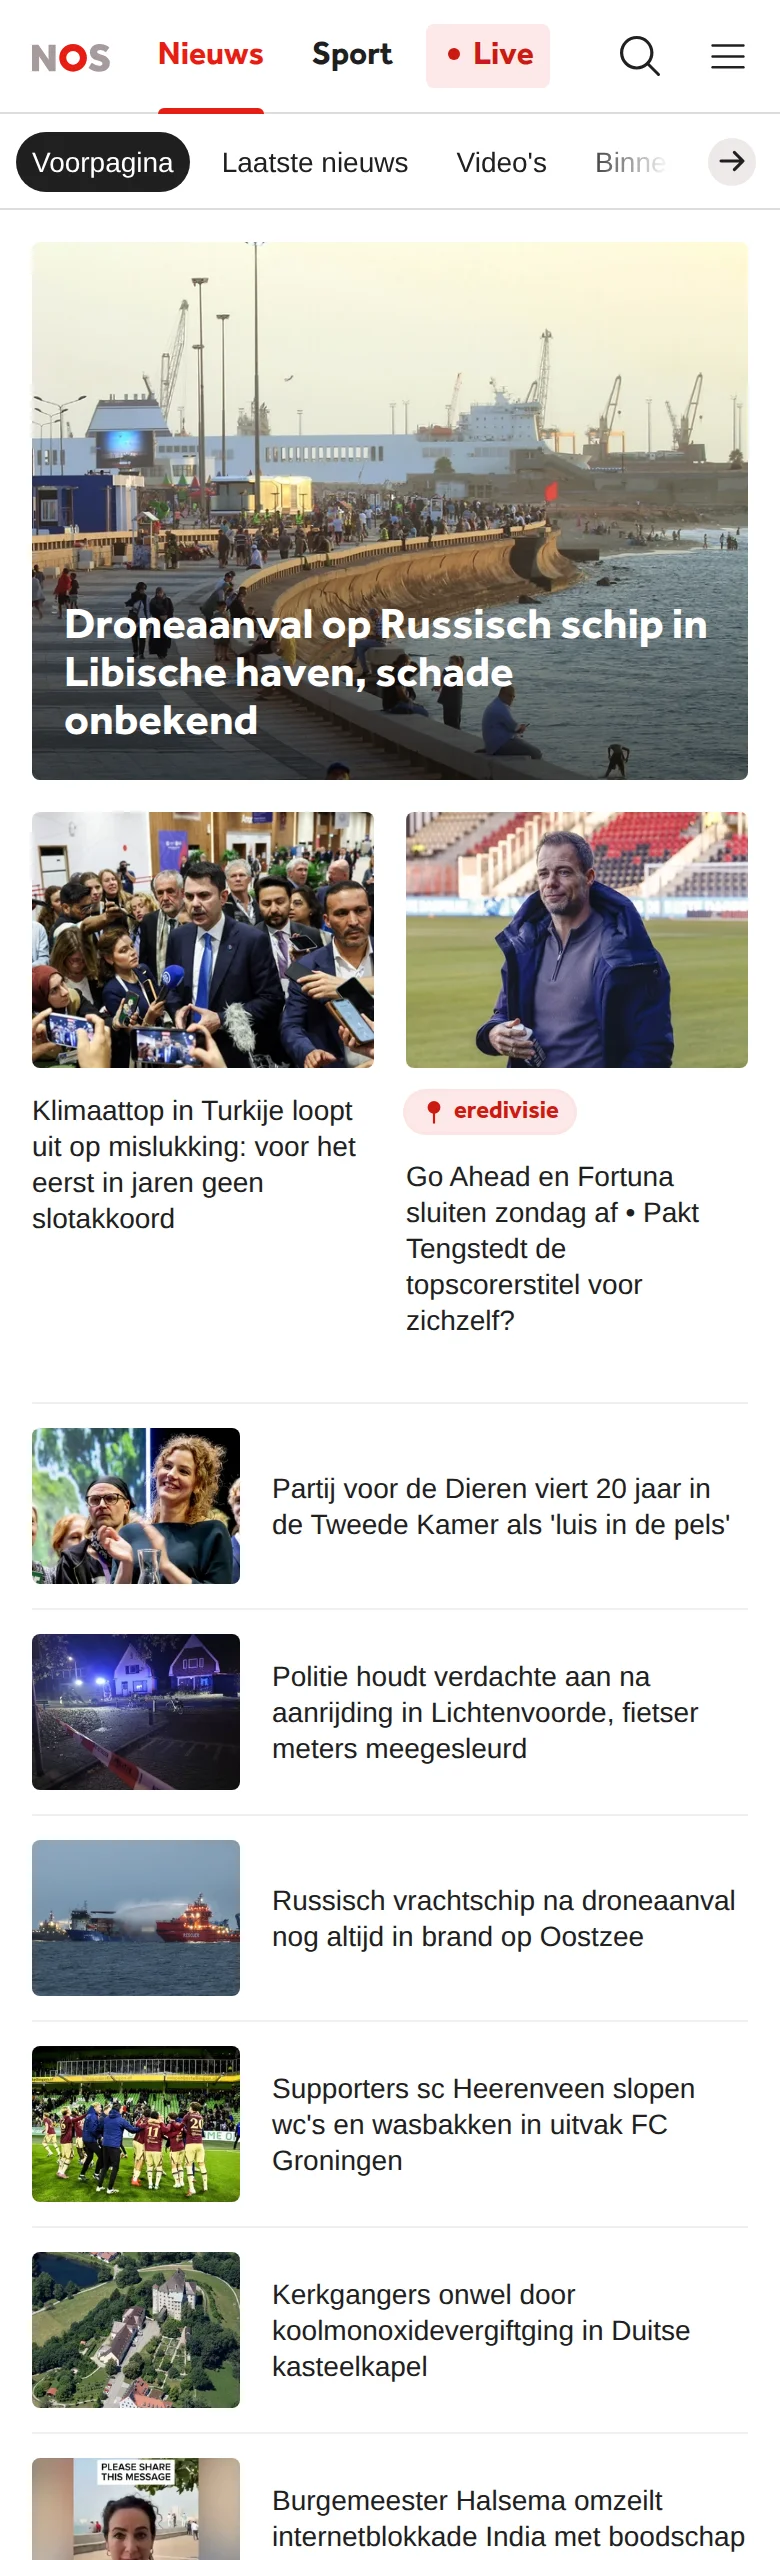 NOS Nieuws Sport Live
Voorpagina Laatste nieuws Video's Binne
Droneaanval op Russisch schip in
Libische haven, schade
onbekend
Klimaattop in Turkije loopt
uit op mislukking: voor het
eerst in jaren geen
slotakkoord
eredivisie
Go Ahead en Fortuna
sluiten zondag af • Pakt
Tengstedt de
topscorerstitel voor
zichzelf?
Partij voor de Dieren viert 20 jaar in
de Tweede Kamer als 'luis in de pels'
Politie houdt verdachte aan na
aanrijding in Lichtenvoorde, fietser
meters meegesleurd
Russisch vrachtschip na droneaanval
nog altijd in brand op Oostzee
Supporters sc Heerenveen slopen
wc's en wasbakken in uitvak FC
Groningen
11
20
Kerkgangers onwel door
koolmonoxidevergiftging in Duitse
kasteelkapel
PLEASE SHARE
THIS MESSAGE
Burgemeester Halsema omzeilt
internetblokkade India met boodschap